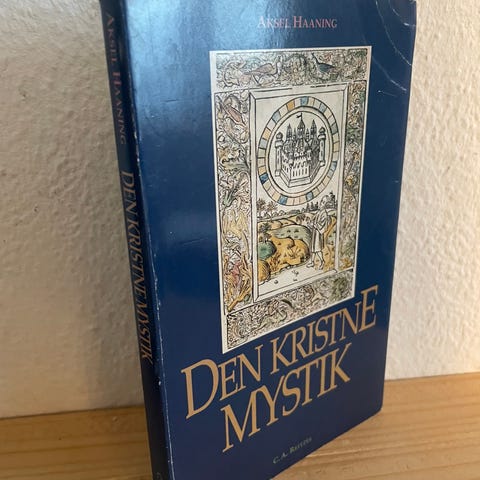 AKSEL HAANING
DEN KRISTNE
MYSTIK
C. A. REITZEL
AKSEL HAANING
DEN KRISTNE MYSTIK